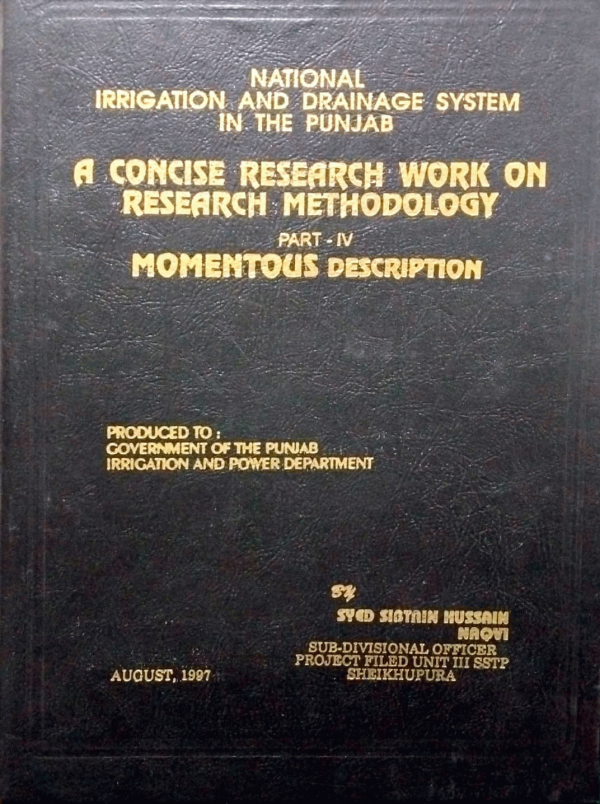 NATIONAL
IRRIGATION AND DRAINAGE SYSTEM
IN THE PUNJAB
A CONCISE RESEARCH WORK ON
RESEARCH METHODOLOGY
PART - IV
MOMENTOUS DESCRIPTION
PRODUCED TO :
GOVERNMENT OF THE PUNJAB
IRRIGATION AND POWER DEPARTMENT
BY
SYED SIBTAIN HUSSAIN
NAQVI
SUB-DIVISIONAL OFFICER
PROJECT FILED UNIT III SSTP
SHEIKHUPURA
AUGUST, 1997